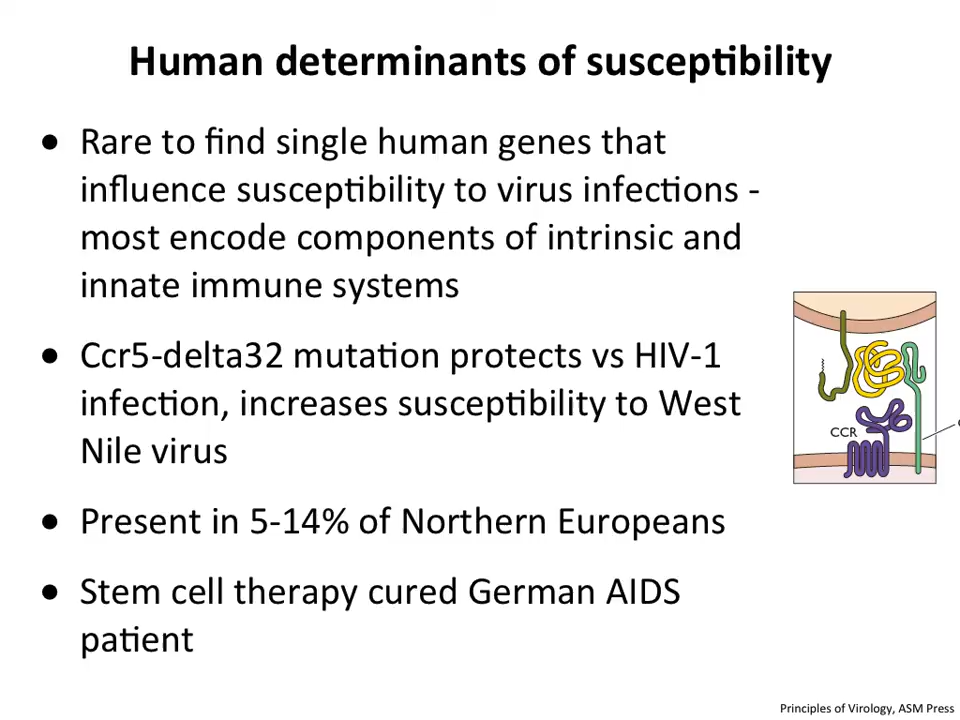 Human determinants of susceptibility
● Rare to find single human genes that
influence susceptibility to virus infections -
most encode components of intrinsic and
innate immune systems
● Ccr5-delta32 mutation protects vs HIV-1
infection, increases susceptibility to West
Nile virus
● Present in 5-14% of Northern Europeans
● Stem cell therapy cured German AIDS
patient
CCR
Principles of Virology, ASM Press